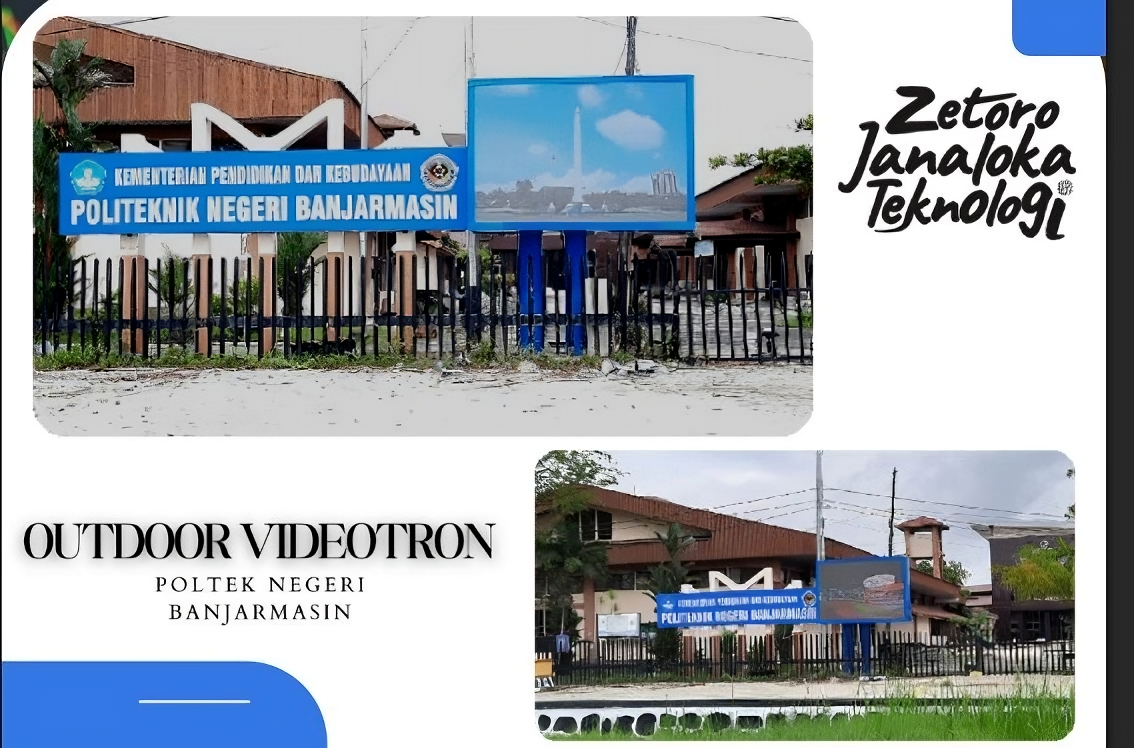 KEMENTERIAN PENDIDIKAN DAN KEBUDAYAAN
POLITEKNIK NEGERI BANJARMASIN
Zetoro
Janaloka
Teknologi
OUTDOOR VIDEOTRON
POLTEK NEGERI
BANJARMASIN
KEMENTERIAN PENDIDIKAN DAN KEBUDAYAAN
POLITEKNIK NEGERI BANJARMASIN